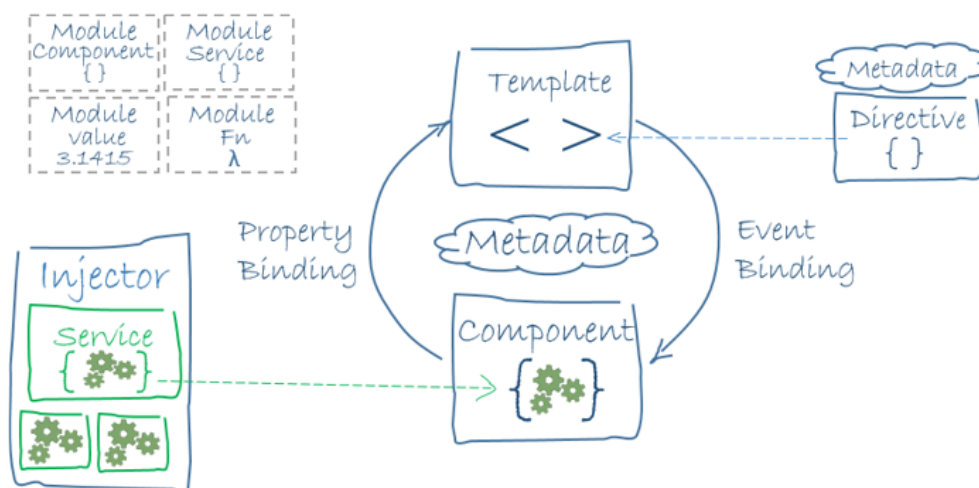 Module
Component
{ }
Module
Service
{ }
Module
value
3.1415
Module
Fn
λ
Template
< >
Metadata
Directive
{ }
Property
Binding
Metadata
Event
Binding
Injector
Service
{ }
Component
{ }